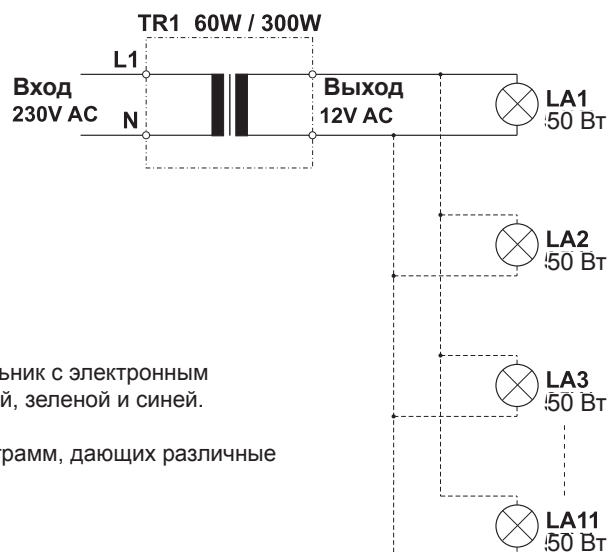 TR1 60W / 300W
L1
Вход
230V AC
N
Выход
12V AC
LA1
50 Вт
LA2
50 Вт
LA3
50 Вт
LA11
50 Вт
с электронным
зеленой и синей.
дающих различные